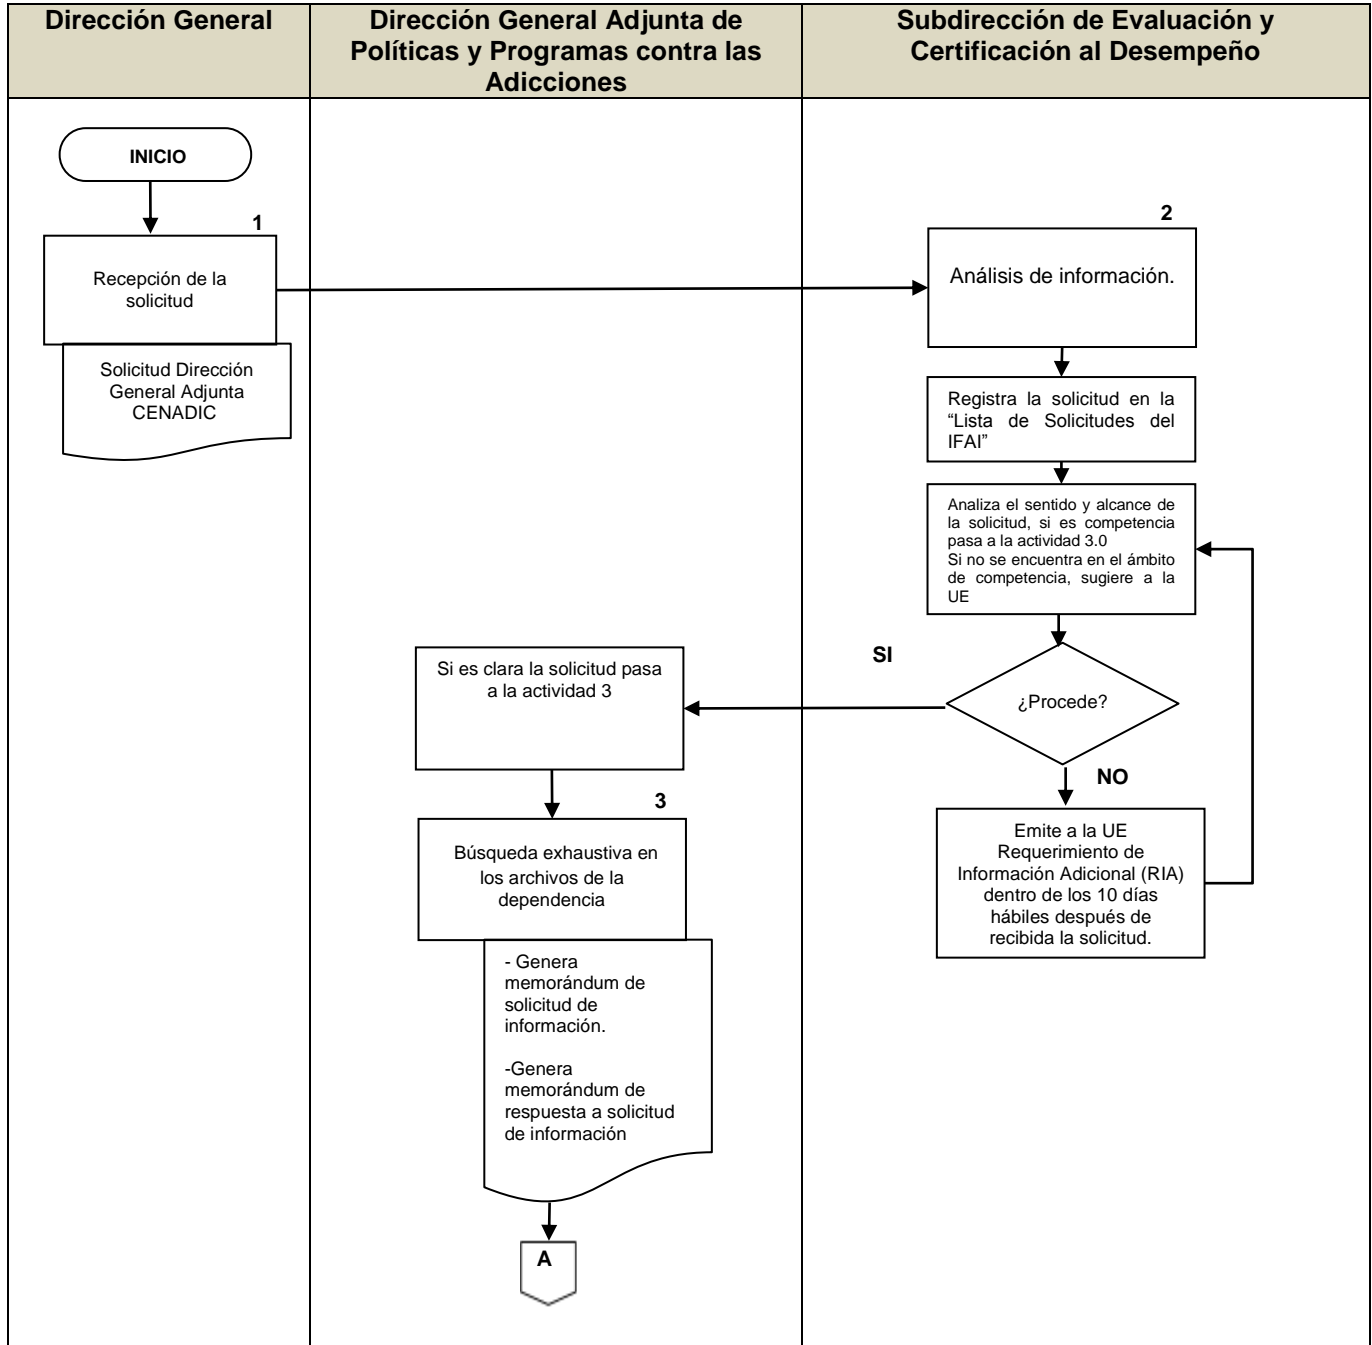 Dirección General
Dirección General Adjunta de
Políticas y Programas contra las
Adicciones
Subdirección de Evaluación y
Certificación al Desempeño
INICIO
1
Recepción de la
solicitud
Solicitud Dirección
General Adjunta
CENADIC
2
Análisis de información.
Registra la solicitud en la
“Lista de Solicitudes del
IFAI”
Analiza el sentido y alcance de
la solicitud, si es competencia
pasa a la actividad 3.0
Si no se encuentra en el ámbito
de competencia, sugiere a la
UE
¿Procede?
SI
NO
Emite a la UE
Requerimiento de
Información Adicional (RIA)
dentro de los 10 días
hábiles después de
recibida la solicitud.
Si es clara la solicitud pasa
a la actividad 3
3
Búsqueda exhaustiva en
los archivos de la
dependencia
- Genera
memorándum de
solicitud de
información.
-Genera
memorándum de
respuesta a solicitud
de información
A